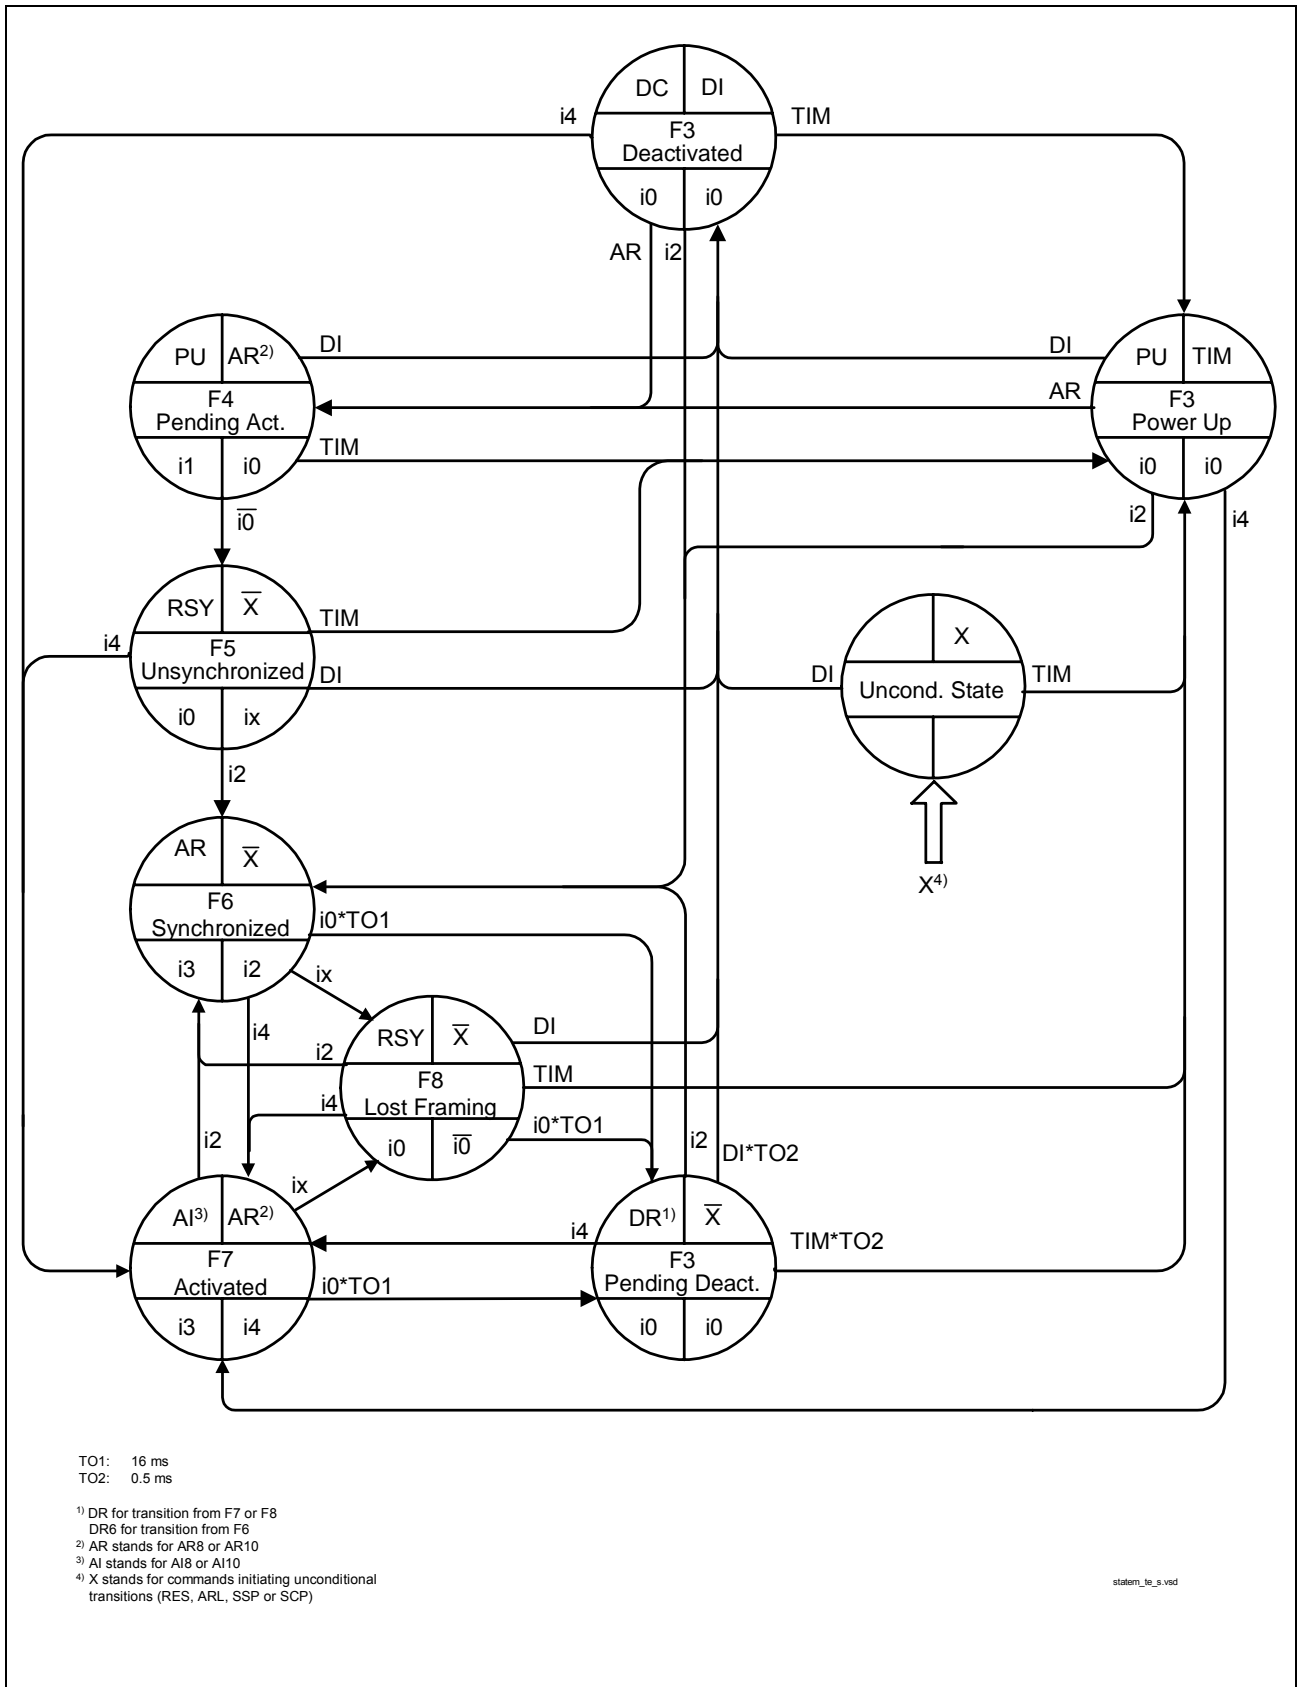 DC DI
i4 TIM
F3
Deactivated
i0 i0
AR i2
PU AR2)
DI
DI
PU TIM
F4
Pending Act.
AR
F3
Power Up
i1 i0
TIM
i0 i0
i0
i2 i4
RSY X
TIM
i4
F5
Unsynchronized
DI
i0 ix
X
DI
Uncond. State
TIM
i2
X4)
AR X
F6
Synchronized
i0*TO1
i3 i2
ix
i4
RSY X
DI
i2
TIM
F8
Lost Framing
i4
i0*TO1
i0 i0
i2
i2
DI*TO2
ix
AI3) AR2)
DR1) X
i4
TIM*TO2
F7
Activated
F3
Pending Deact.
i0*TO1
i3 i4
i0 i0
TO1: 16 ms
TO2: 0.5 ms
1) DR for transition from F7 or F8
DR6 for transition from F6
2) AR stands for AR8 or AR10
3) AI stands for AI8 or AI10
4) X stands for commands initiating unconditional
transitions (RES, ARL, SSP or SCP)
statem_te_s.vsd